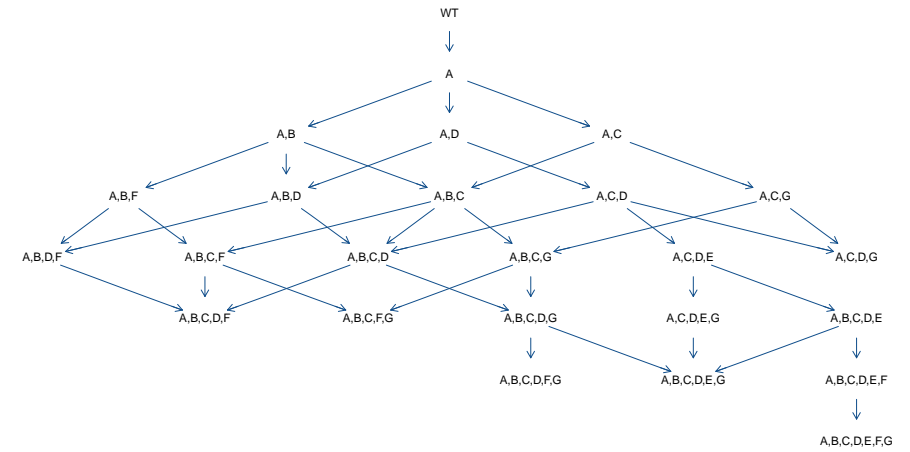 WT
A
A,B
A,D
A,C
A,B,F
A,B,D
A,B,C
A,C,D
A,C,G
A,B,D,F
A,B,C,F
A,B,C,D
A,B,C,G
A,C,D,E
A,C,D,G
A,B,C,D,F
A,B,C,F,G
A,B,C,D,G
A,C,D,E,G
A,B,C,D,E
A,B,C,D,F,G
A,B,C,D,E,G
A,B,C,D,E,F
A,B,C,D,E,F,G